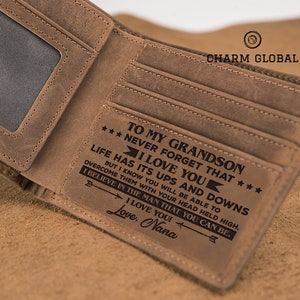 CHARM GLOBAL
TO MY GRANDSON
NEVER FORGET THAT
I LOVE YOU
LIFE HAS ITS UPS AND DOWNS
BUT I KNOW YOU WILL BE ABLE TO
OVERCOME THEM WITH YOUR HEAD HELD HIGH.
I BELIEVE IN THE MAN THAT YOU CAN BE.
I LOVE YOU!
Love, Nana